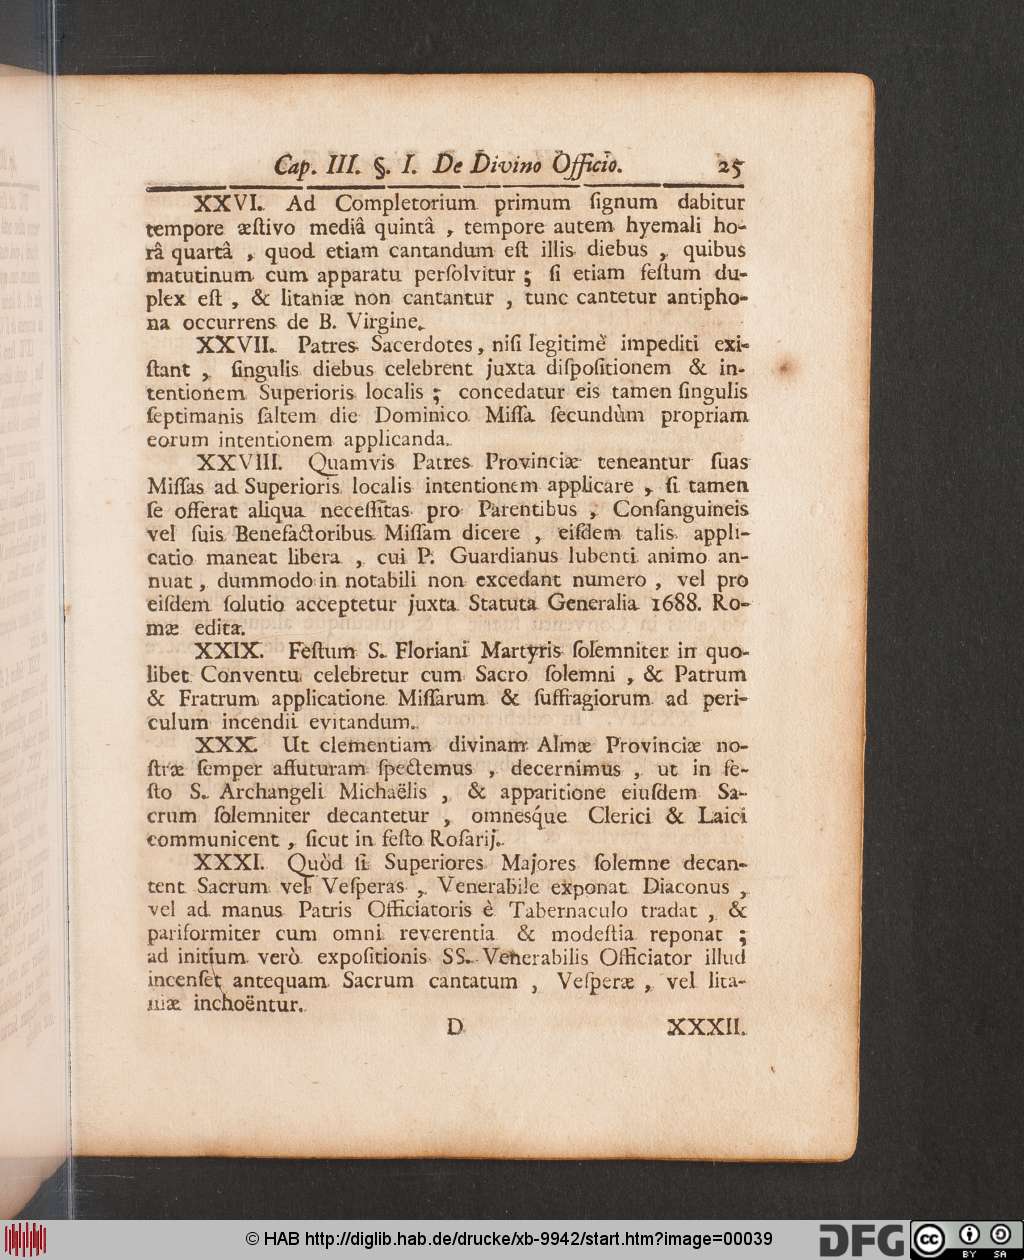 Cap. III. §. I. De Divino Officio. 25
XXVI. Ad Completorium primum ſignum dabitur
tempore æſtivo mediâ quintâ , tempore autem hyemali ho-
râ quartâ , quod etiam cantandum eſt illis diebus , quibus
matutinum cum apparatu perſolvitur ; ſi etiam feſtum du-
plex eſt , & litaniæ non cantantur , tunc cantetur antipho-
na occurrens de B. Virgine.
XXVII. Patres Sacerdotes , niſi legitimè impediti exi-
ſtant , ſingulis diebus celebrent juxta diſpoſitionem & in-
tentionem Superioris localis ; concedatur eis tamen ſingulis
ſeptimanis ſaltem die Dominico Miſſa ſecundùm propriam
eorum intentionem applicanda.
XXVIII. Quamvis Patres Provinciæ teneantur ſuas
Miſſas ad Superioris localis intentionem applicare , ſi tamen
ſe offerat aliqua neceſſitas pro Parentibus , Conſanguineis
vel ſuis Benefactoribus Miſſam dicere , eiſdem talis appli-
catio maneat libera , cui P. Guardianus lubenti animo an-
nuat , dummodo in notabili non excedant numero , vel pro
eiſdem ſolutio acceptetur juxta Statuta Generalia 1688. Ro-
mæ edita.
XXIX. Feſtum S. Floriani Martyris ſolemniter in quo-
libet Conventu celebretur cum Sacro ſolemni , & Patrum
& Fratrum applicatione Miſſarum & ſuffragiorum ad peri-
culum incendii evitandum.
XXX. Ut clementiam divinam Almæ Provinciæ no-
ſtræ ſemper affuturam ſpectemus , decernimus , ut in fe-
ſto S. Archangeli Michaëlis , & apparitione eiuſdem Sa-
crum ſolemniter decantetur , omnesq́ue Clerici & Laici
communicent , ſicut in feſto Roſarij.
XXXI. Quòd ſi Superiores Majores ſolemne decan-
tent Sacrum vel Veſperas , Venerabile exponat Diaconus ,
vel ad manus Patris Officiatoris è Tabernaculo tradat , &
pariformiter cum omni reverentia & modeſtia reponat ;
ad initium verò expoſitionis SS. Venerabilis Officiator illud
incenſet antequam Sacrum cantatum , Veſperæ , vel lita-
niæ inchoëntur.
D XXXII.
© HAB http://diglib.hab.de/drucke/xb-9942/start.htm?image=00039
DFG cc BY SA